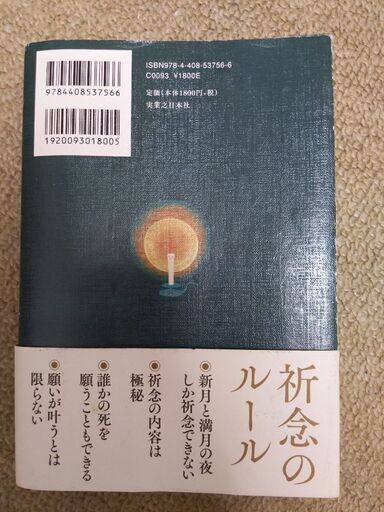 ISBN978-4-408-53756-6
C0093 ¥1800E
定価(本体1800円+税)
実業之日本社
9784408537566
1920093018005
祈念の
ルール
●新月と満月の夜
しか祈念できない
●祈念の内容は
極秘
●誰かの死を
願うこともできる
●願いが叶うとは
限らない